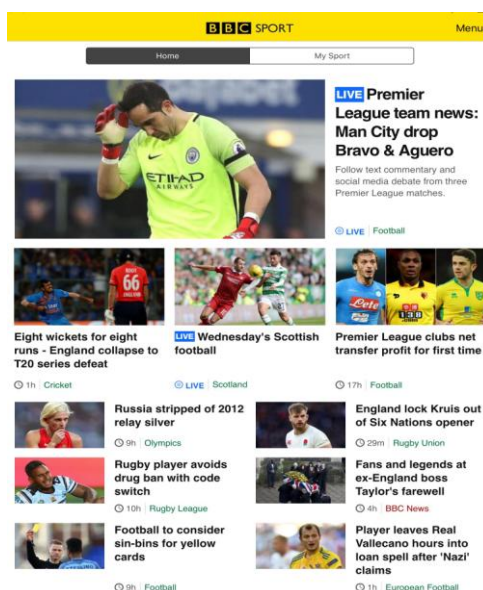 BBC SPORT
Menu
Home
My Sport
LIVE Premier
League team news:
Man City drop
Bravo & Aguero
Follow text commentary and
social media debate from three
Premier League matches.
LIVE Football
ETIHAD
AIRWAYS
66
ENGLAND
Lete
138
Eight wickets for eight
runs - England collapse to
T20 series defeat
1h Cricket
LIVE Wednesday's Scottish
football
LIVE Scotland
Premier League clubs net
transfer profit for first time
17h Football
Russia stripped of 2012
relay silver
9h Olympics
England lock Kruis out
of Six Nations opener
29m Rugby Union
Rugby player avoids
drug ban with code
switch
10h Rugby League
Fans and legends at
ex-England boss
Taylor's farewell
4h BBC News
Football to consider
sin-bins for yellow
cards
9h Football
Player leaves Real
Vallecano hours into
loan spell after 'Nazi'
claims
1h European Football